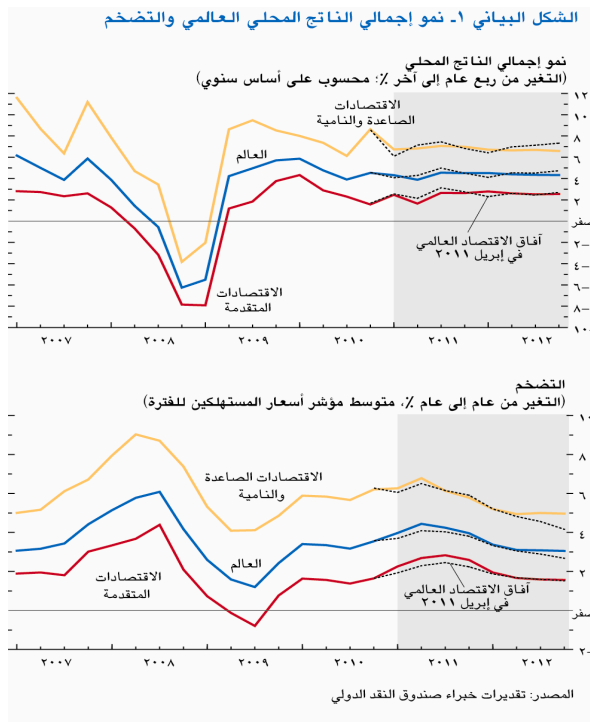 الشكل البياني ١ـ نمو إجمالي الناتج المحلي العالمي والتضخم
نمو إجمالي الناتج المحلي
(التغير من ربع عام إلى آخر ٪؛ محسوب على أساس سنوي)
١٢
١٠
٨
٦
٤
٢
صفر
٢–
٤–
٦–
٨–
١٠–
الاقتصادات
الصاعدة والنامية
العالم
آفاق الاقتصاد العالمي
في إبريل ٢٠١١
الاقتصادات
المتقدمة
٢٠٠٧ ٢٠٠٨ ٢٠٠٩ ٢٠١٠ ٢٠١١ ٢٠١٢
التضخم
(التغير من عام إلى عام ٪، متوسط مؤشر أسعار المستهلكين للفترة)
١٠
٨
٦
٤
٢
صفر
٢–
الاقتصادات الصاعدة
والنامية
العالم
الاقتصادات
المتقدمة
آفاق الاقتصاد العالمي
في إبريل ٢٠١١
٢٠٠٧ ٢٠٠٨ ٢٠٠٩ ٢٠١٠ ٢٠١١ ٢٠١٢
المصدر: تقديرات خبراء صندوق النقد الدولي